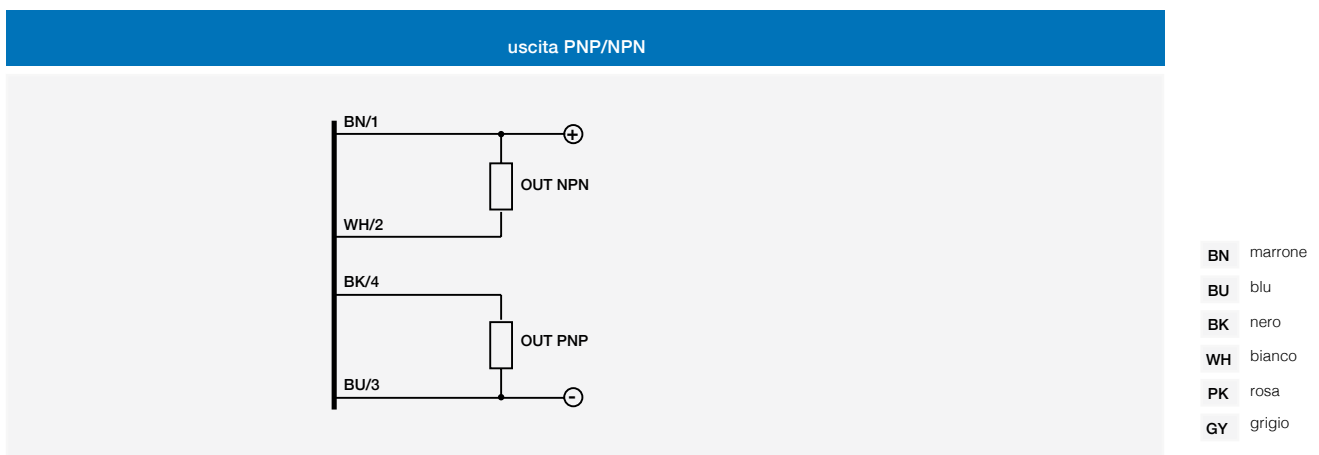 uscita PNP/NPN
BN/1
+
OUT NPN
WH/2
BK/4
OUT PNP
BU/3
-
BN marrone
BU blu
BK nero
WH bianco
PK rosa
GY grigio